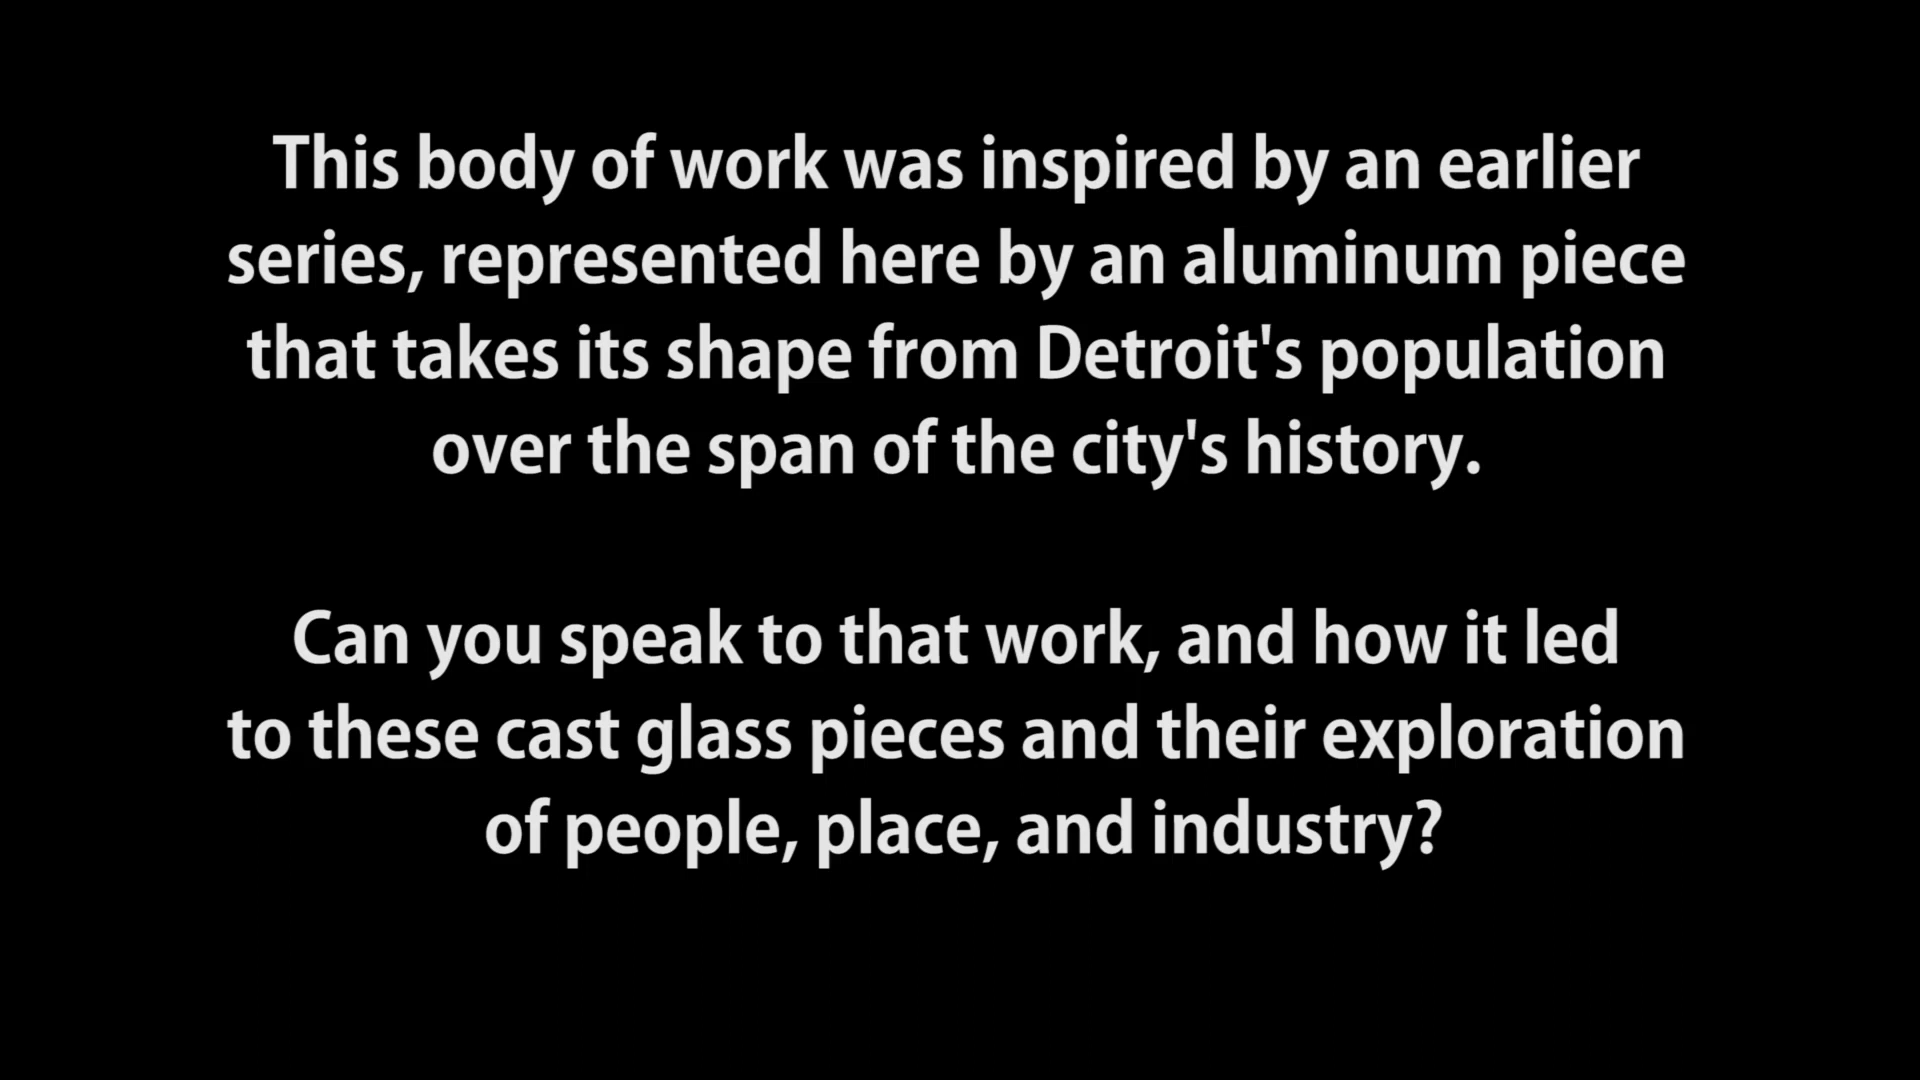 This body of work was inspired by an earlier
series, represented here by an aluminum piece
that takes its shape from Detroit's population
over the span of the city's history.
Can you speak to that work, and how it led
to these cast glass pieces and their exploration
of people, place, and industry?